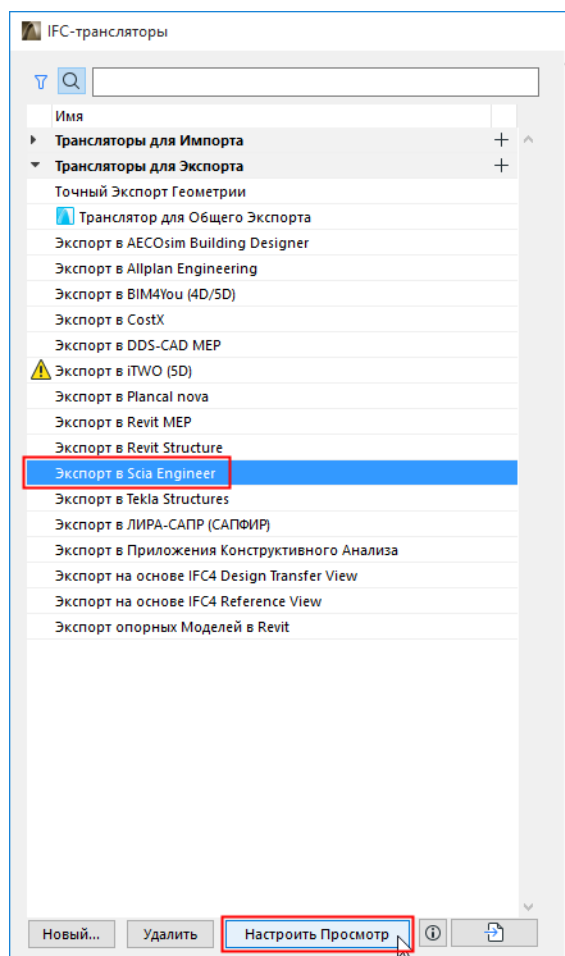 IFC-трансляторы
Имя
Трансляторы для Импорта
Трансляторы для Экспорта
Точный Экспорт Геометрии
Транслятор для Общего Экспорта
Экспорт в AECOsim Building Designer
Экспорт в Allplan Engineering
Экспорт в BIM4You (4D/5D)
Экспорт в CostX
Экспорт в DDS-CAD MEP
Экспорт в iTWO (5D)
Экспорт в Plancal nova
Экспорт в Revit MEP
Экспорт в Revit Structure
Экспорт в Scia Engineer
Экспорт в Tekla Structures
Экспорт в ЛИРА-САПР (САПФИР)
Экспорт в Приложения Конструктивного Анализа
Экспорт на основе IFC4 Design Transfer View
Экспорт на основе IFC4 Reference View
Экспорт опорных Моделей в Revit
Новый... Удалить Настроить Просмотр